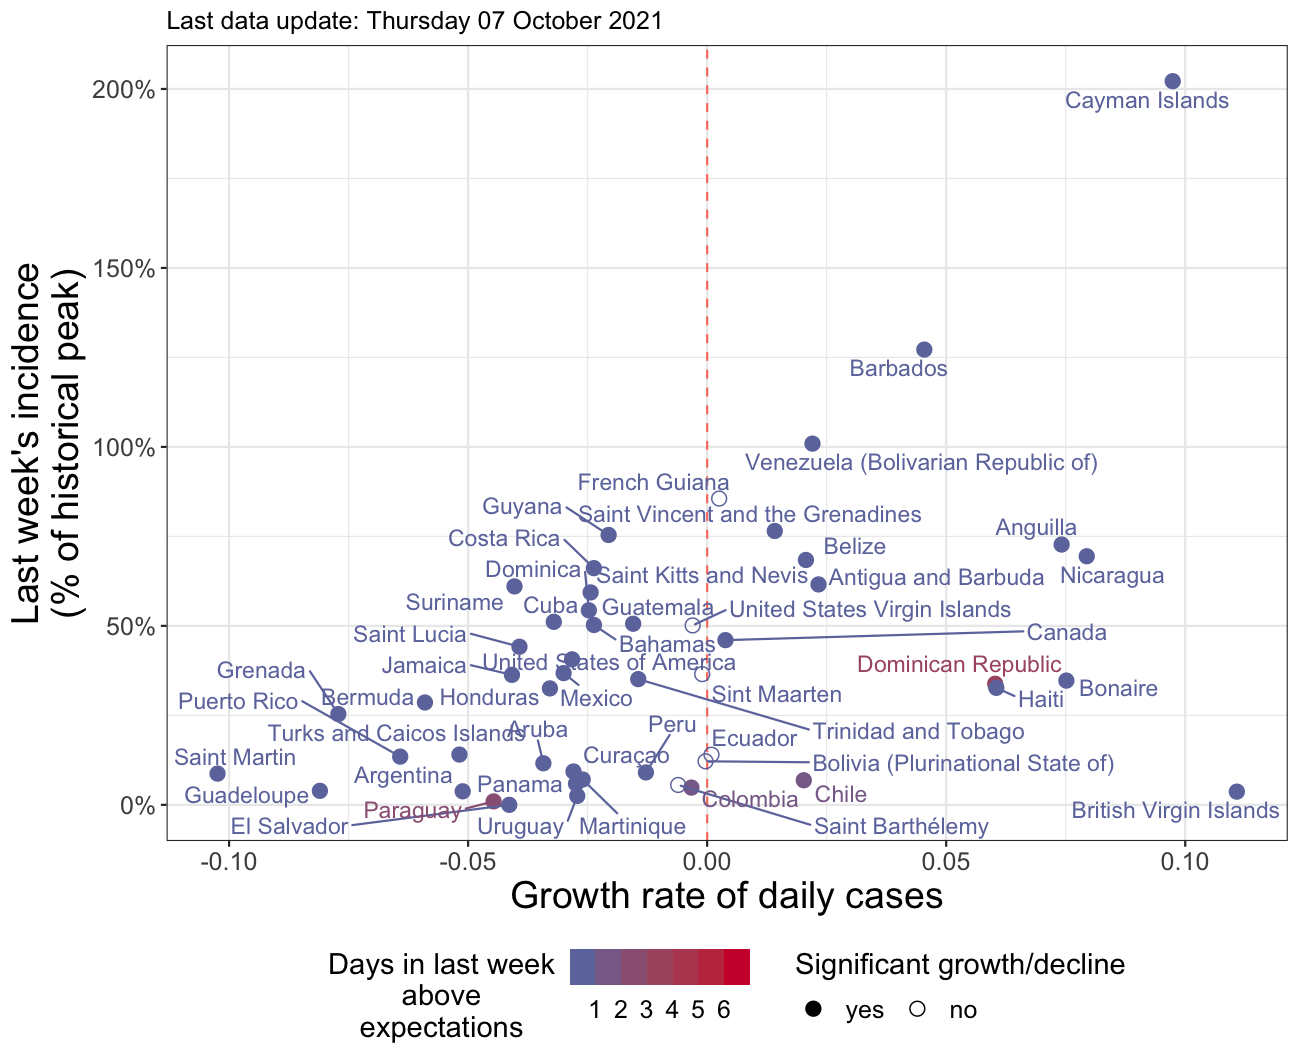 Last data update: Thursday 07 October 2021
Last week's incidence
(% of historical peak)
200%
150%
100%
50%
0%
Cayman Islands
Barbados
Venezuela (Bolivarian Republic of)
French Guiana
Guyana
Saint Vincent and the Grenadines
Anguilla
Costa Rica
Belize
Dominica
Saint Kitts and Nevis
Antigua and Barbuda
Nicaragua
Suriname
Cuba
Guatemala
United States Virgin Islands
Saint Lucia
Bahamas
Canada
Jamaica
United States of America
Dominican Republic
Grenada
Puerto Rico
Bermuda
Honduras
Mexico
Sint Maarten
Haiti
Bonaire
Turks and Caicos Islands
Aruba
Peru
Ecuador
Trinidad and Tobago
Saint Martin
Curaçao
Bolivia (Plurinational State of)
Argentina
Panama
Guadeloupe
Paraguay
Colombia
Chile
British Virgin Islands
El Salvador
Uruguay
Martinique
Saint Barthélemy
-0.10
-0.05
0.00
0.05
0.10
Growth rate of daily cases
Days in last week
above
expectations
1 2 3 4 5 6
Significant growth/decline
yes
no